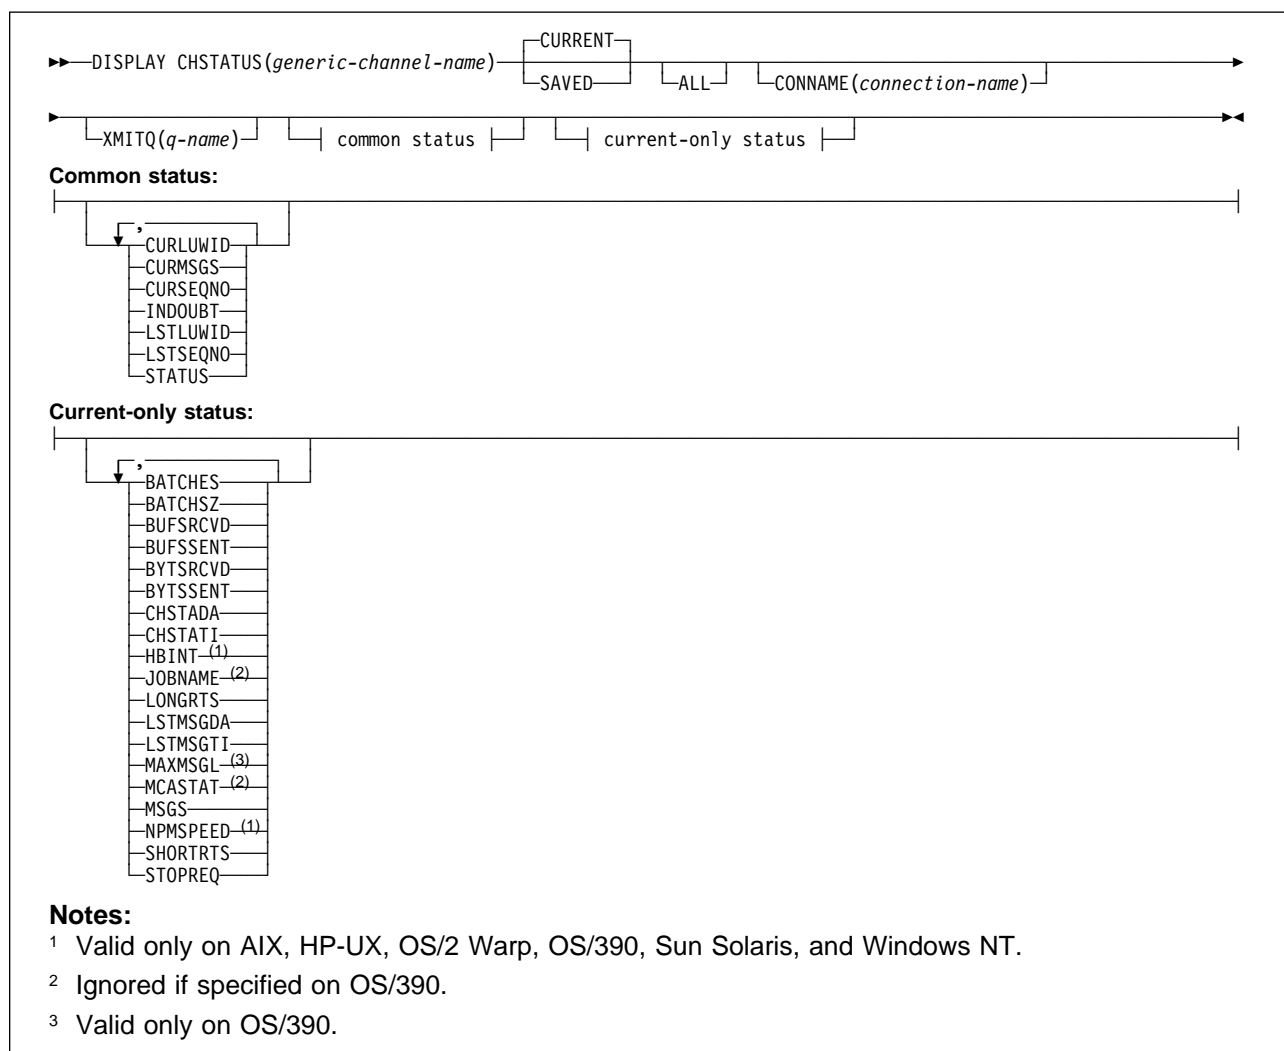 CURRENT
DISPLAY CHSTATUS(generic-channel-name)
SAVED ALL CONNAME(connection-name)
XMITQ(q-name) common status current-only status
Common status:
,
CURLUWID
CURMSGS
CURSEQNO
INDOUBT
LSTLUWID
LSTSEQNO
STATUS
Current-only status:
,
BATCHES
BATCHSZ
BUFSRCVD
BUFSSENT
BYTSRCVD
BYTSSENT
CHSTADA
CHSTATI
HBINT (1)
JOBNAME (2)
LONGRTS
LSTMSGDA
LSTMSGTI
MAXMSGL (3)
MCASTAT (2)
MSGS
NPMSPEED (1)
SHORTRTS
STOPREQ
Notes:
1 Valid only on AIX, HP-UX, OS/2 Warp, OS/390, Sun Solaris, and Windows NT.
2 Ignored if specified on OS/390.
3 Valid only on OS/390.